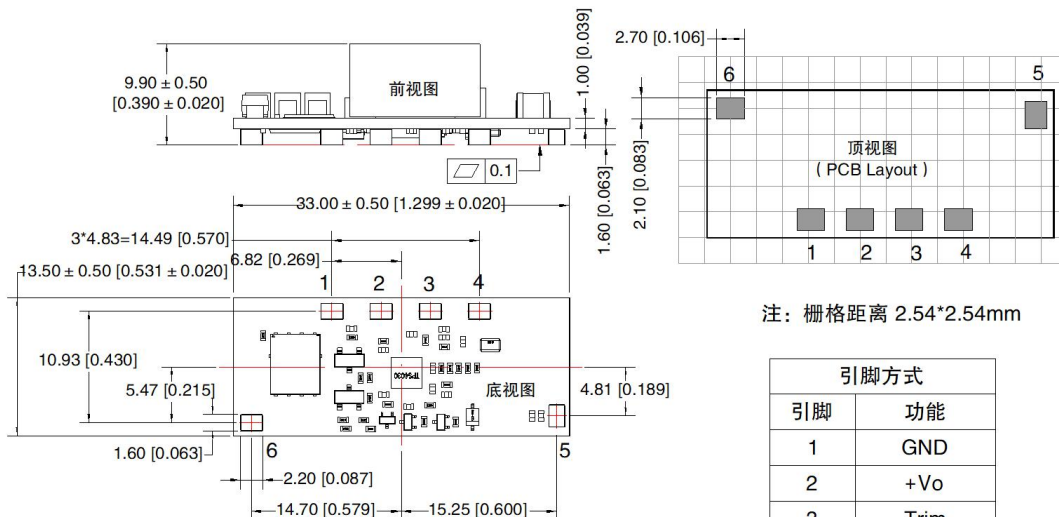 9.90 ± 0.50
[0.390 ± 0.020]
前视图
1.00 [0.039]
1.60 [0.063]
0.1
33.00 ± 0.50 [1.299 ± 0.020]
3*4.83=14.49 [0.570]
6.82 [0.269]
13.50 ± 0.50 [0.531 ± 0.020]
1 2 3 4
10.93 [0.430]
5.47 [0.215]
底视图
4.81 [0.189]
1.60 [0.063]
6
5
2.20 [0.087]
14.70 [0.579]
15.25 [0.600]
2.70 [0.106]
6
5
2.10 [0.083]
顶视图
( PCB Layout )
1 2 3 4
注: 栅格距离 2.54*2.54mm
引脚方式
引脚 功能
1 GND
2 +Vo
3 Trim